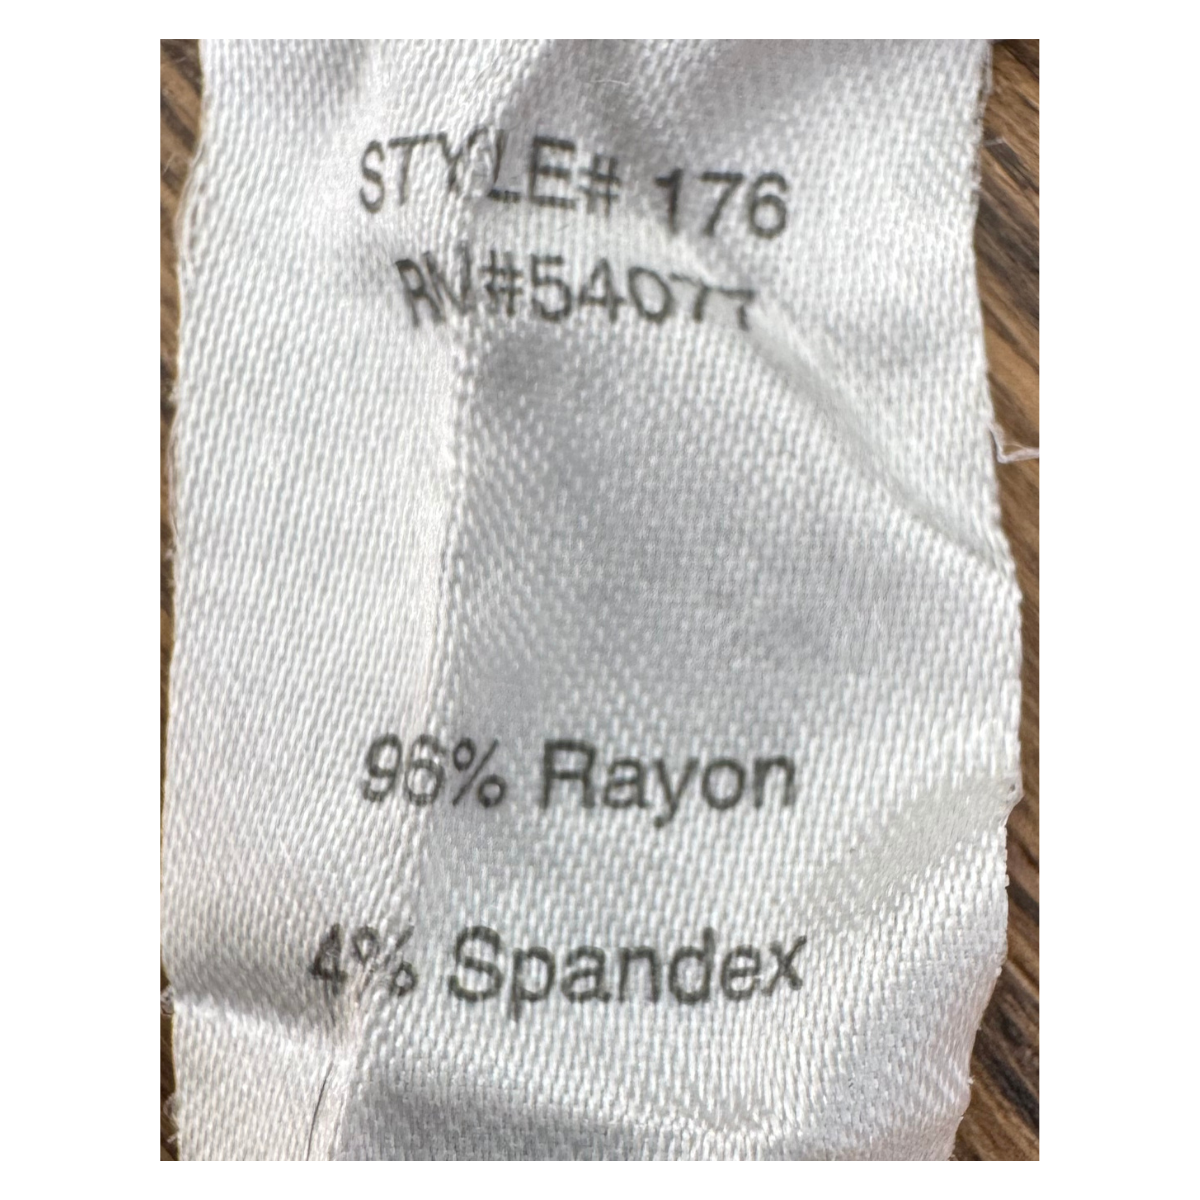 STYLE# 176
RN#54077
96% Rayon
4% Spandex